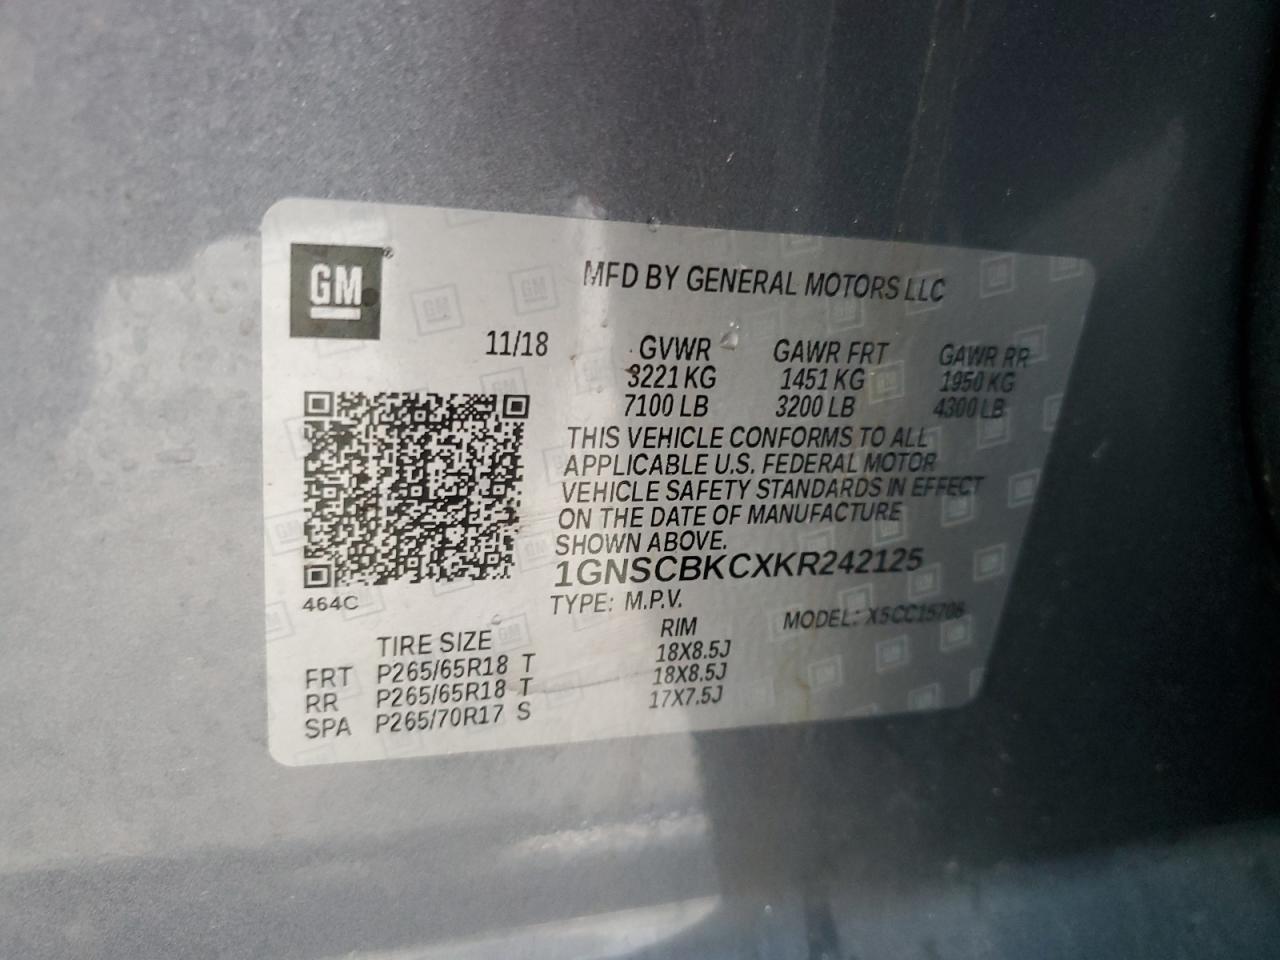 GM®
MFD BY GENERAL MOTORS LLC
11/18 GVWR GAWR FRT GAWR RR
3221 KG 1451 KG 1950 KG
7100 LB 3200 LB 4300 LB
THIS VEHICLE CONFORMS TO ALL
APPLICABLE U.S. FEDERAL MOTOR
VEHICLE SAFETY STANDARDS IN EFFECT
ON THE DATE OF MANUFACTURE
SHOWN ABOVE.
1GNSCBKCXKR242125
464C
TYPE: M.P.V. MODEL: X5CC15706
TIRE SIZE RIM
FRT P265/65R18 T 18X8.5J
RR P265/65R18 T 18X8.5J
SPA P265/70R17 S 17X7.5J